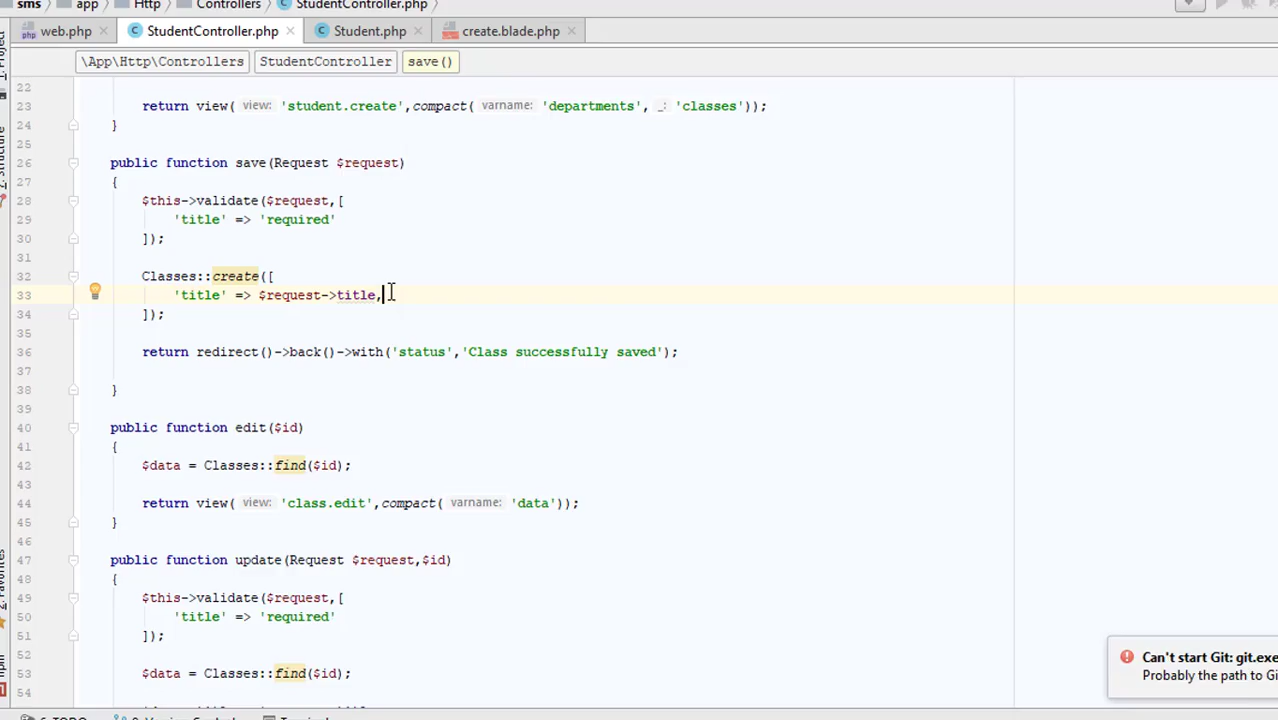 sms app Http Controllers StudentController.php
web.php StudentController.php Student.php create.blade.php
\App\Http\Controllers StudentController save()
22
23 return view( view: 'student.create',compact( varname: 'departments', _: 'classes'));
24 }
25
26 public function save(Request $request)
27 {
28 $this->validate($request,[
29 'title' => 'required'
30 ]);
31
32 Classes::create([
33 'title' => $request->title,
34 ]);
35
36 return redirect()->back()->with('status','Class successfully saved');
37
38 }
39
40 public function edit($id)
41 {
42 $data = Classes::find($id);
43
44 return view( view: 'class.edit',compact( varname: 'data'));
45 }
46
47 public function update(Request $request,$id)
48 {
49 $this->validate($request,[
50 'title' => 'required'
51 ]);
52
53 $data = Classes::find($id);
54
Can't start Git: git.exe
Probably the path to Gi
1: Project
Z: Structure
2: Favorites
npm